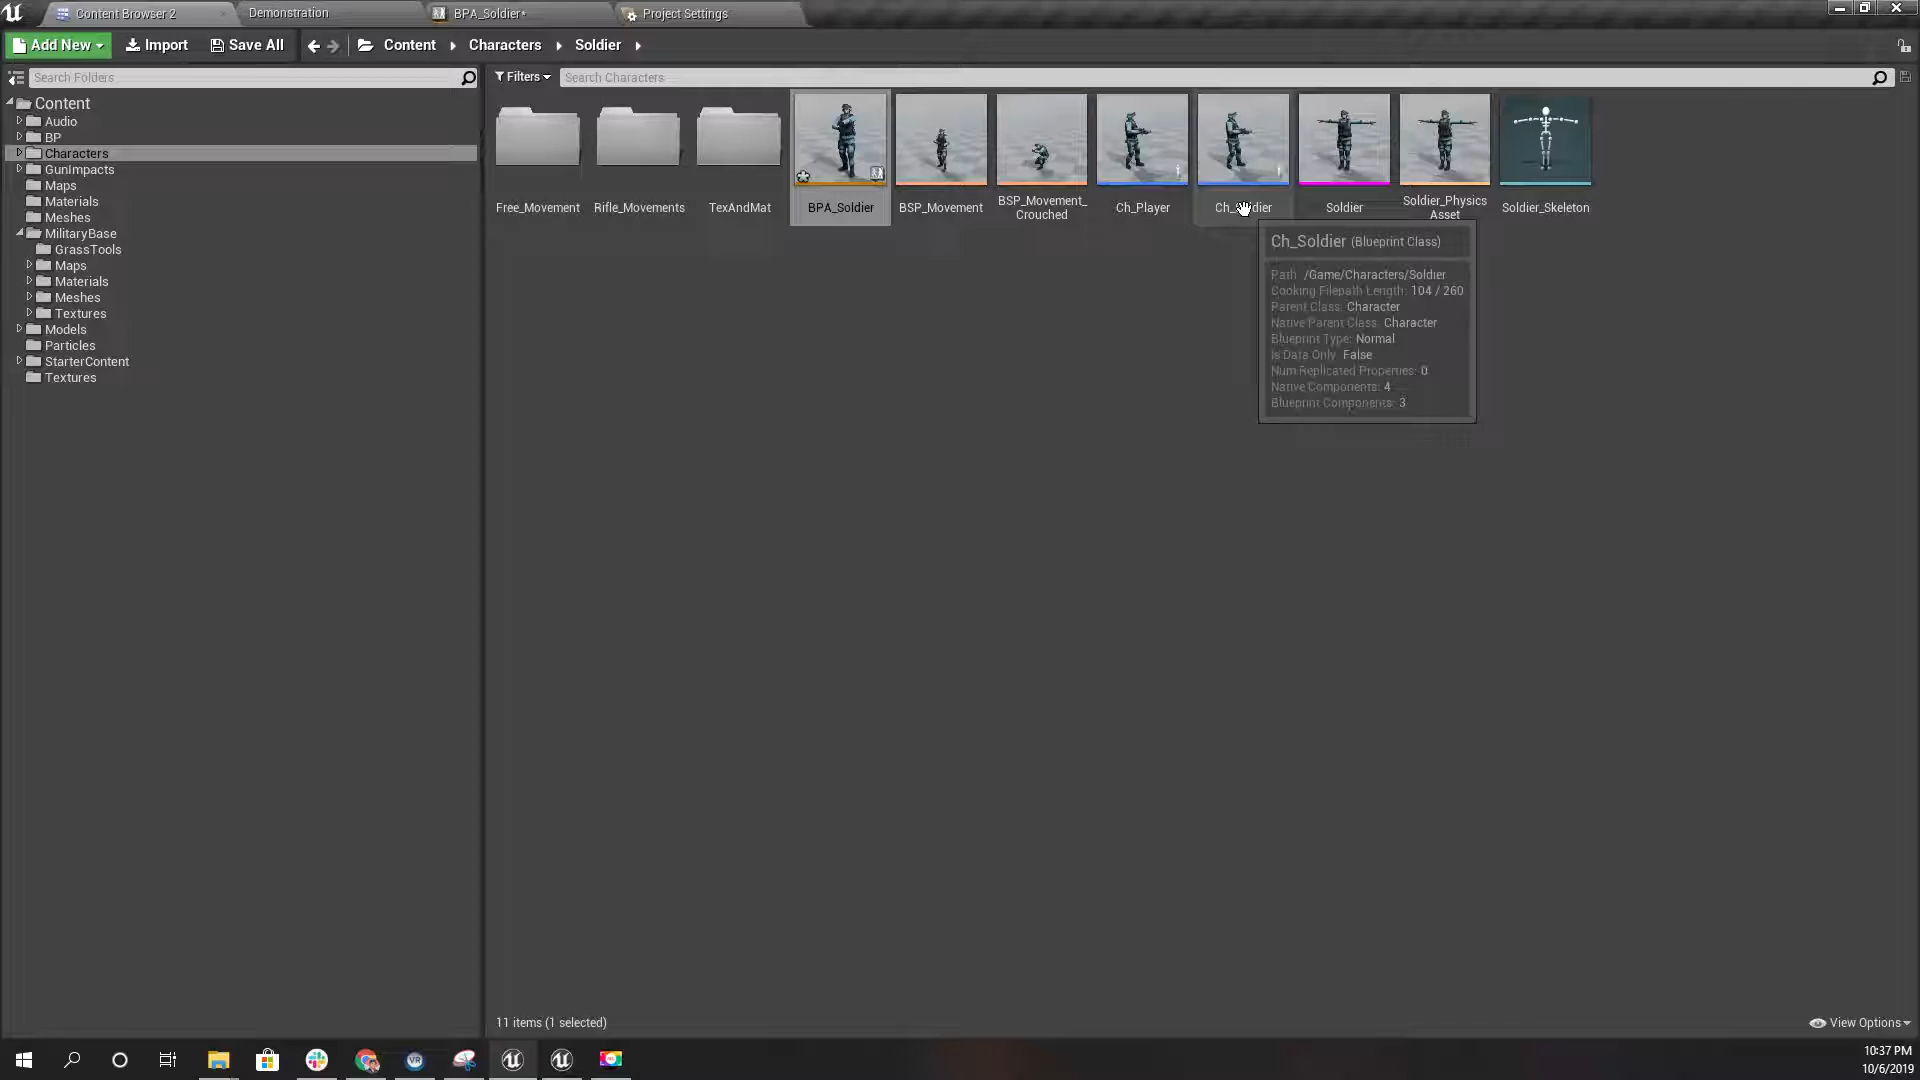 Content Browser 2
Demonstration
BPA_Soldier*
Project Settings
Add New
Import
Save All
Content
Characters
Soldier
Search Folders
Filters
Search Characters
Content
Audio
BP
Characters
GunImpacts
Maps
Materials
Meshes
MilitaryBase
GrassTools
Maps
Materials
Meshes
Textures
Models
Particles
StarterContent
Textures
Free_Movement
Rifle_Movements
TexAndMat
BPA_Soldier
BSP_Movement
BSP_Movement_
Crouched
Ch_Player
Soldier
Soldier_Physics
Asset
Soldier_Skeleton
Ch_Soldier (Blueprint Class)
Path: /Game/Characters/Soldier
Cooking Filepath Length: 104 / 260
Parent Class: Character
Native Parent Class: Character
Blueprint Type: Normal
Is Data Only: False
Num Replicated Properties: 0
Native Components: 4
Blueprint Components: 3
11 items (1 selected)
View Options
VR
10:37 PM
10/6/2019